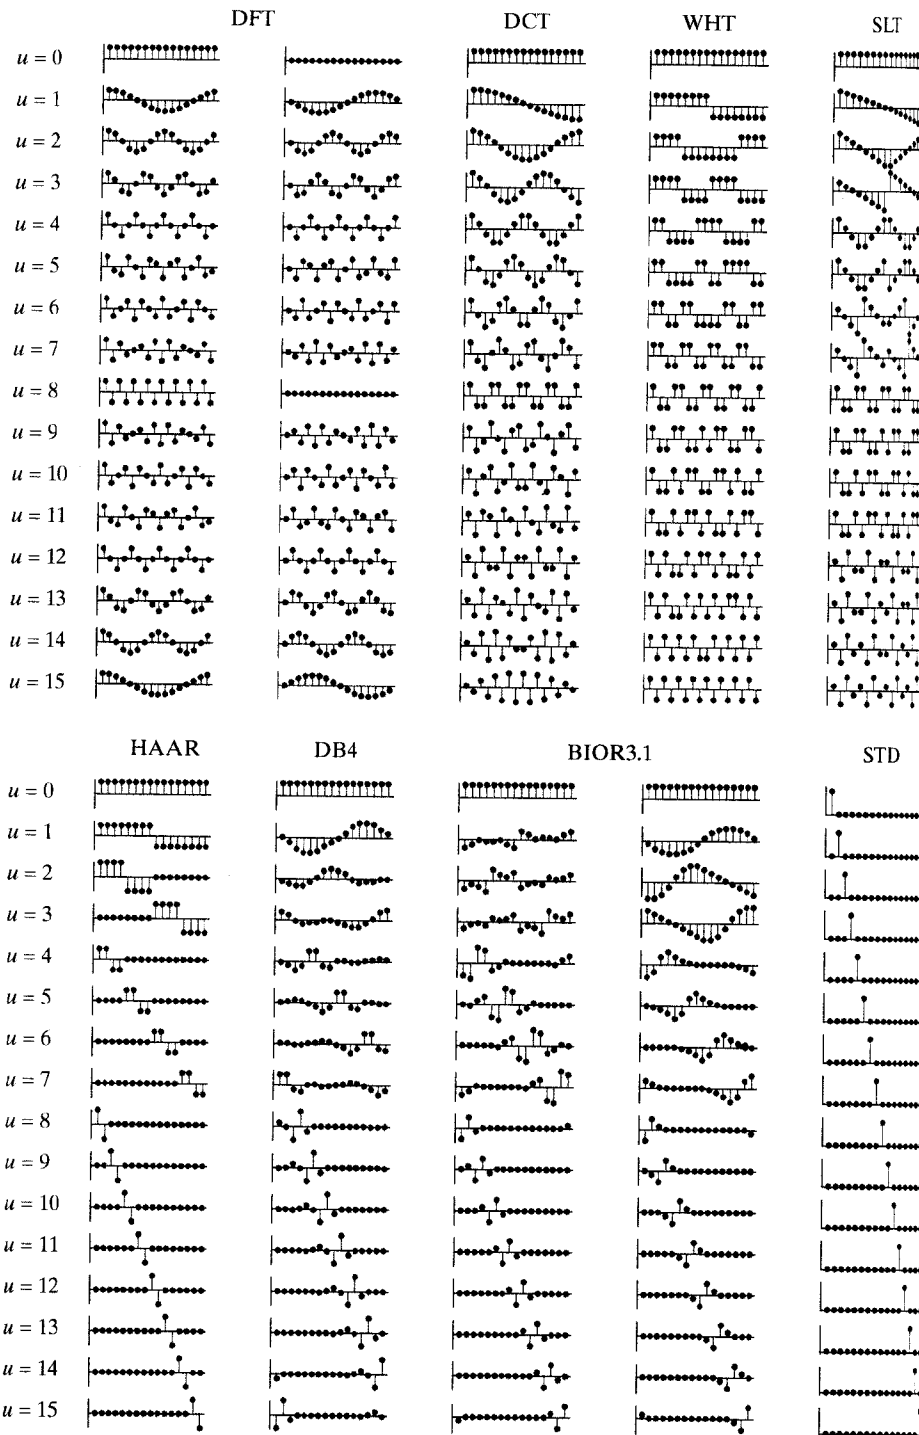 DFT DCT WHT SLT
u = 0
u = 1
u = 2
u = 3
u = 4
u = 5
u = 6
u = 7
u = 8
u = 9
u = 10
u = 11
u = 12
u = 13
u = 14
u = 15
HAAR DB4 BIOR3.1 STD
u = 0
u = 1
u = 2
u = 3
u = 4
u = 5
u = 6
u = 7
u = 8
u = 9
u = 10
u = 11
u = 12
u = 13
u = 14
u = 15